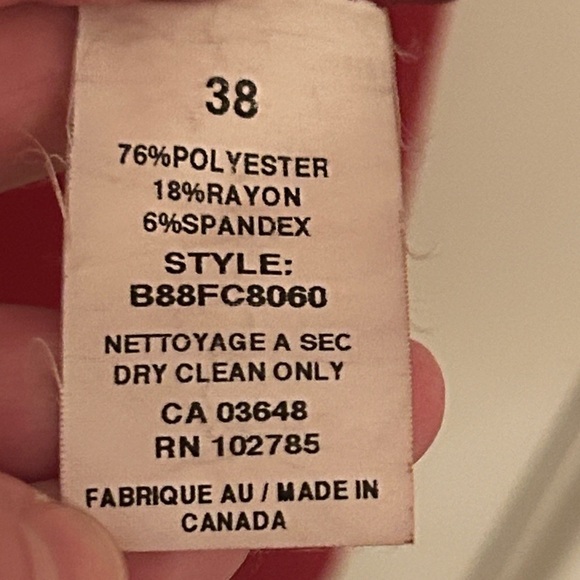 38
76%POLYESTER
18%RAYON
6%SPANDEX
STYLE:
B88FC8060
NETTOYAGE A SEC
DRY CLEAN ONLY
CA 03648
RN 102785
FABRIQUE AU / MADE IN
CANADA